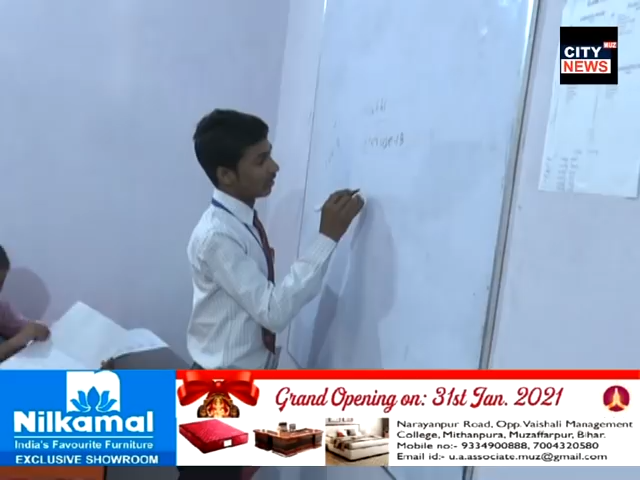 CITY MUZ
NEWS
Nilkamal
India's Favourite Furniture
EXCLUSIVE SHOWROOM
Grand Opening on: 31st Jan. 2021
Narayanpur Road, Opp. Vaishali Management
College, Mithanpura, Muzaffarpur, Bihar.
Mobile no:- 9334900888, 7004320580
Email id:- u.a.associate.muz@gmail.com